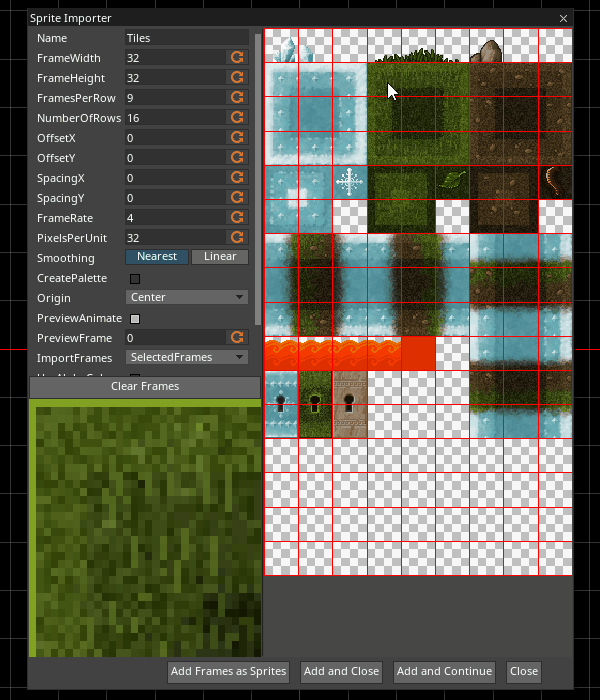 Sprite Importer
Name Tiles
FrameWidth 32
FrameHeight 32
FramesPerRow 9
NumberOfRows 16
OffsetX 0
OffsetY 0
SpacingX 0
SpacingY 0
FrameRate 4
PixelsPerUnit 32
Smoothing Nearest Linear
CreatePalette
Origin Center
PreviewAnimate
PreviewFrame 0
ImportFrames SelectedFrames
Clear Frames
Add Frames as Sprites Add and Close Add and Continue Close